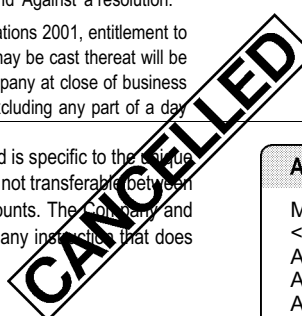 nd 'Against' a resolution.
ations 2001, entitlement to
may be cast thereat will be
pany at close of business
xcluding any part of a day
d is specific to the unique
not transferable between
ounts. The Company and
any instruction that does
CANCELLED
A
M
<
A
A
A